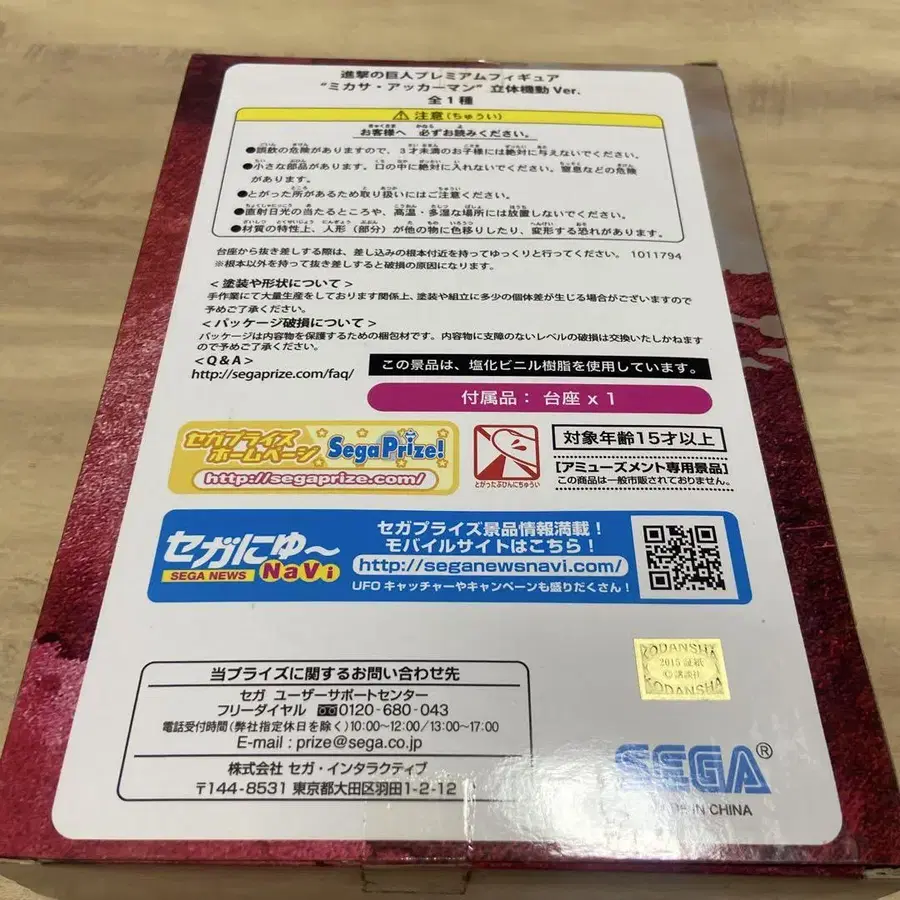 進撃の巨人プレミアムフィギュア
"ミカサ・アッカーマン" 立体機動 Ver.
全1種
注意(ちゅうい)
お客様へ 必ずお読みください。
●誤飲の危険がありますので、3才未満のお子様には絶対に与えないでください。
●小さな部品があります。口の中に絶対に入れないでください。窒息などの危険
があります。
●とがった所があるため取り扱いにはご注意ください。
●直射日光の当たるところや、高温・多湿な場所には放置しないでください。
●材質の特性上、人形(部分)が他の物に色移りしたり、変形する恐れがあります。
台座から抜き差しする際は、差し込みの根本付近を持ってゆっくりと行ってください。 1011794
※根本以外を持って抜き差しすると破損の原因になります。
<塗装や形状について>
手作業にて大量生産をしております関係上、塗装や組立に多少の個体差が生じる場合がございますので
予めご了承ください。
<パッケージ破損について>
パッケージは内容物を保護するための梱包材です。内容物に支障のないレベルの破損は交換いたしかねます
ので予めご了承ください。
<Q&A>
http://segaprize.com/faq/
この景品は、塩化ビニル樹脂を使用しています。
付属品: 台座 x 1
セガプライズ
ホームページ
SegaPrize!
http://segaprize.com/
とがったぶひんにちゅうい
対象年齢15才以上
[アミューズメント専用景品]
この商品は一般市販されておりません。
セガにゅ〜
SEGA NEWS NaVi
セガプライズ景品情報満載!
モバイルサイトはこちら!
http://seganewsnavi.com/
UFOキャッチャーやキャンペーンも盛りだくさん!
KODANSHA
2015 証紙
©講談社
KODANSHA
当プライズに関するお問い合わせ先
セガ ユーザーサポートセンター
フリーダイヤル 0120-680-043
電話受付時間(弊社指定休日を除く)10:00〜12:00/13:00〜17:00
E-mail : prize@sega.co.jp
株式会社 セガ・インタラクティブ
〒144-8531 東京都大田区羽田1-2-12
SEGA®
IN CHINA